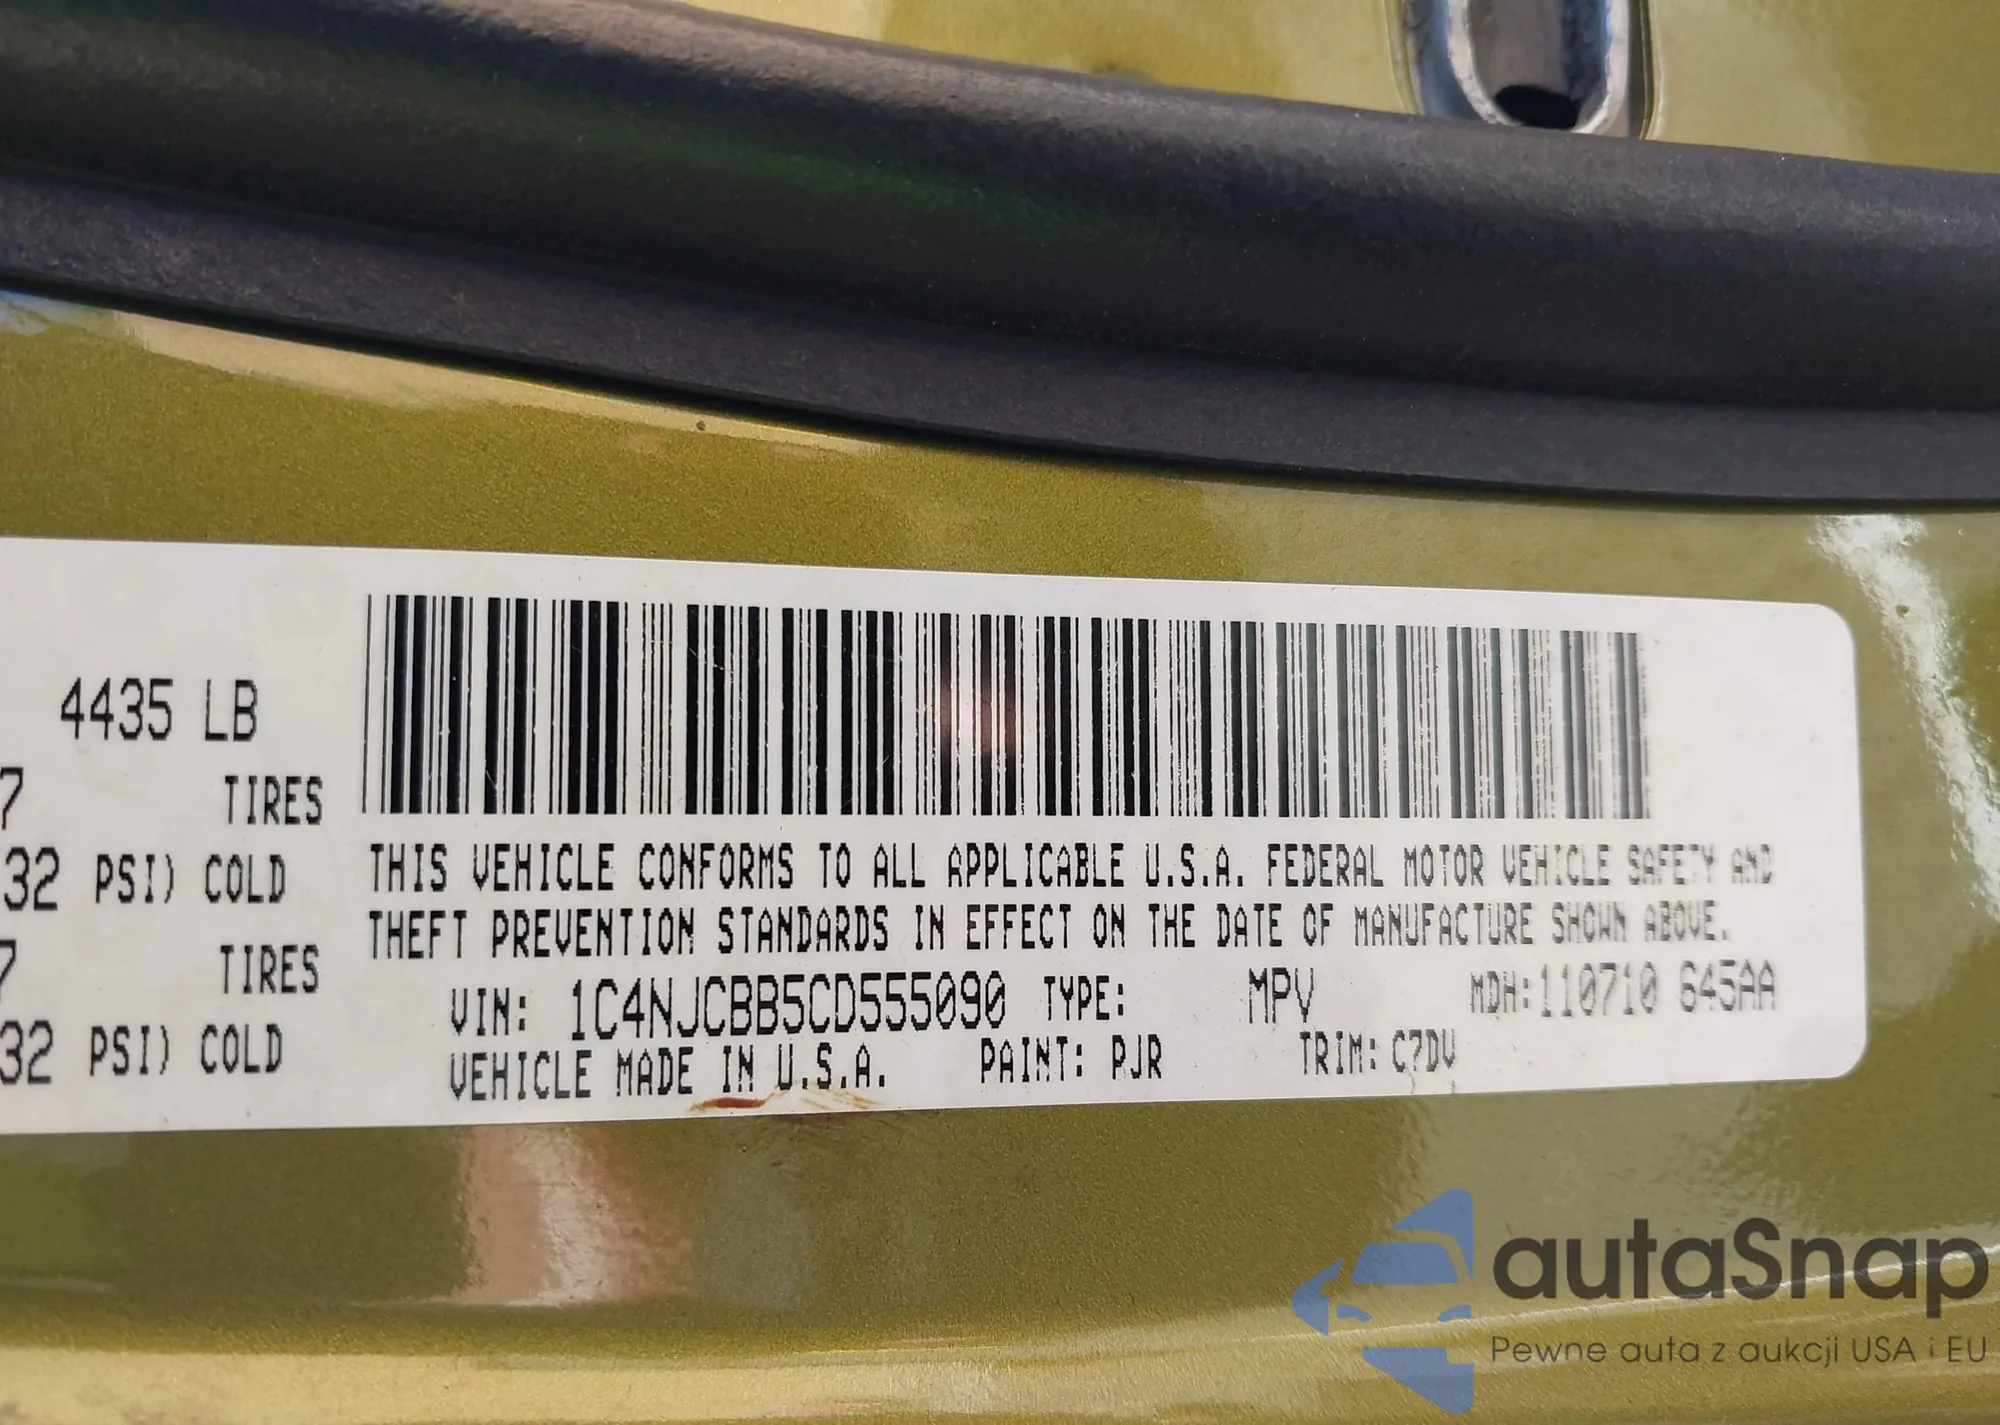 4435 LB
7 TIRES
32 PSI) COLD
7 TIRES
32 PSI) COLD
THIS VEHICLE CONFORMS TO ALL APPLICABLE U.S.A. FEDERAL MOTOR VEHICLE SAFETY AND
THEFT PREVENTION STANDARDS IN EFFECT ON THE DATE OF MANUFACTURE SHOWN ABOVE.
VIN: 1C4NJCBB5CD555090 TYPE: MPV MDH:110710 645AA
VEHICLE MADE IN U.S.A. PAINT: PJR TRIM: C7DV
autaSnap
Pewne auta z aukcji USA i EU